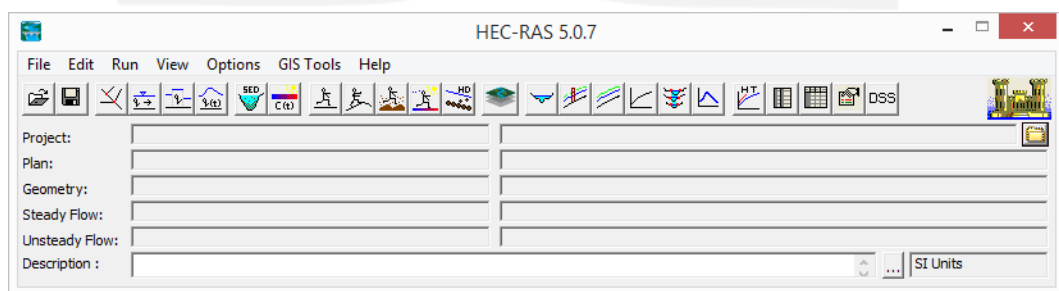 HEC-RAS 5.0.7
File Edit Run View Options GIS Tools Help
SED C(t) HD HT DSS
Project:
Plan:
Geometry:
Steady Flow:
Unsteady Flow:
Description : ... SI Units